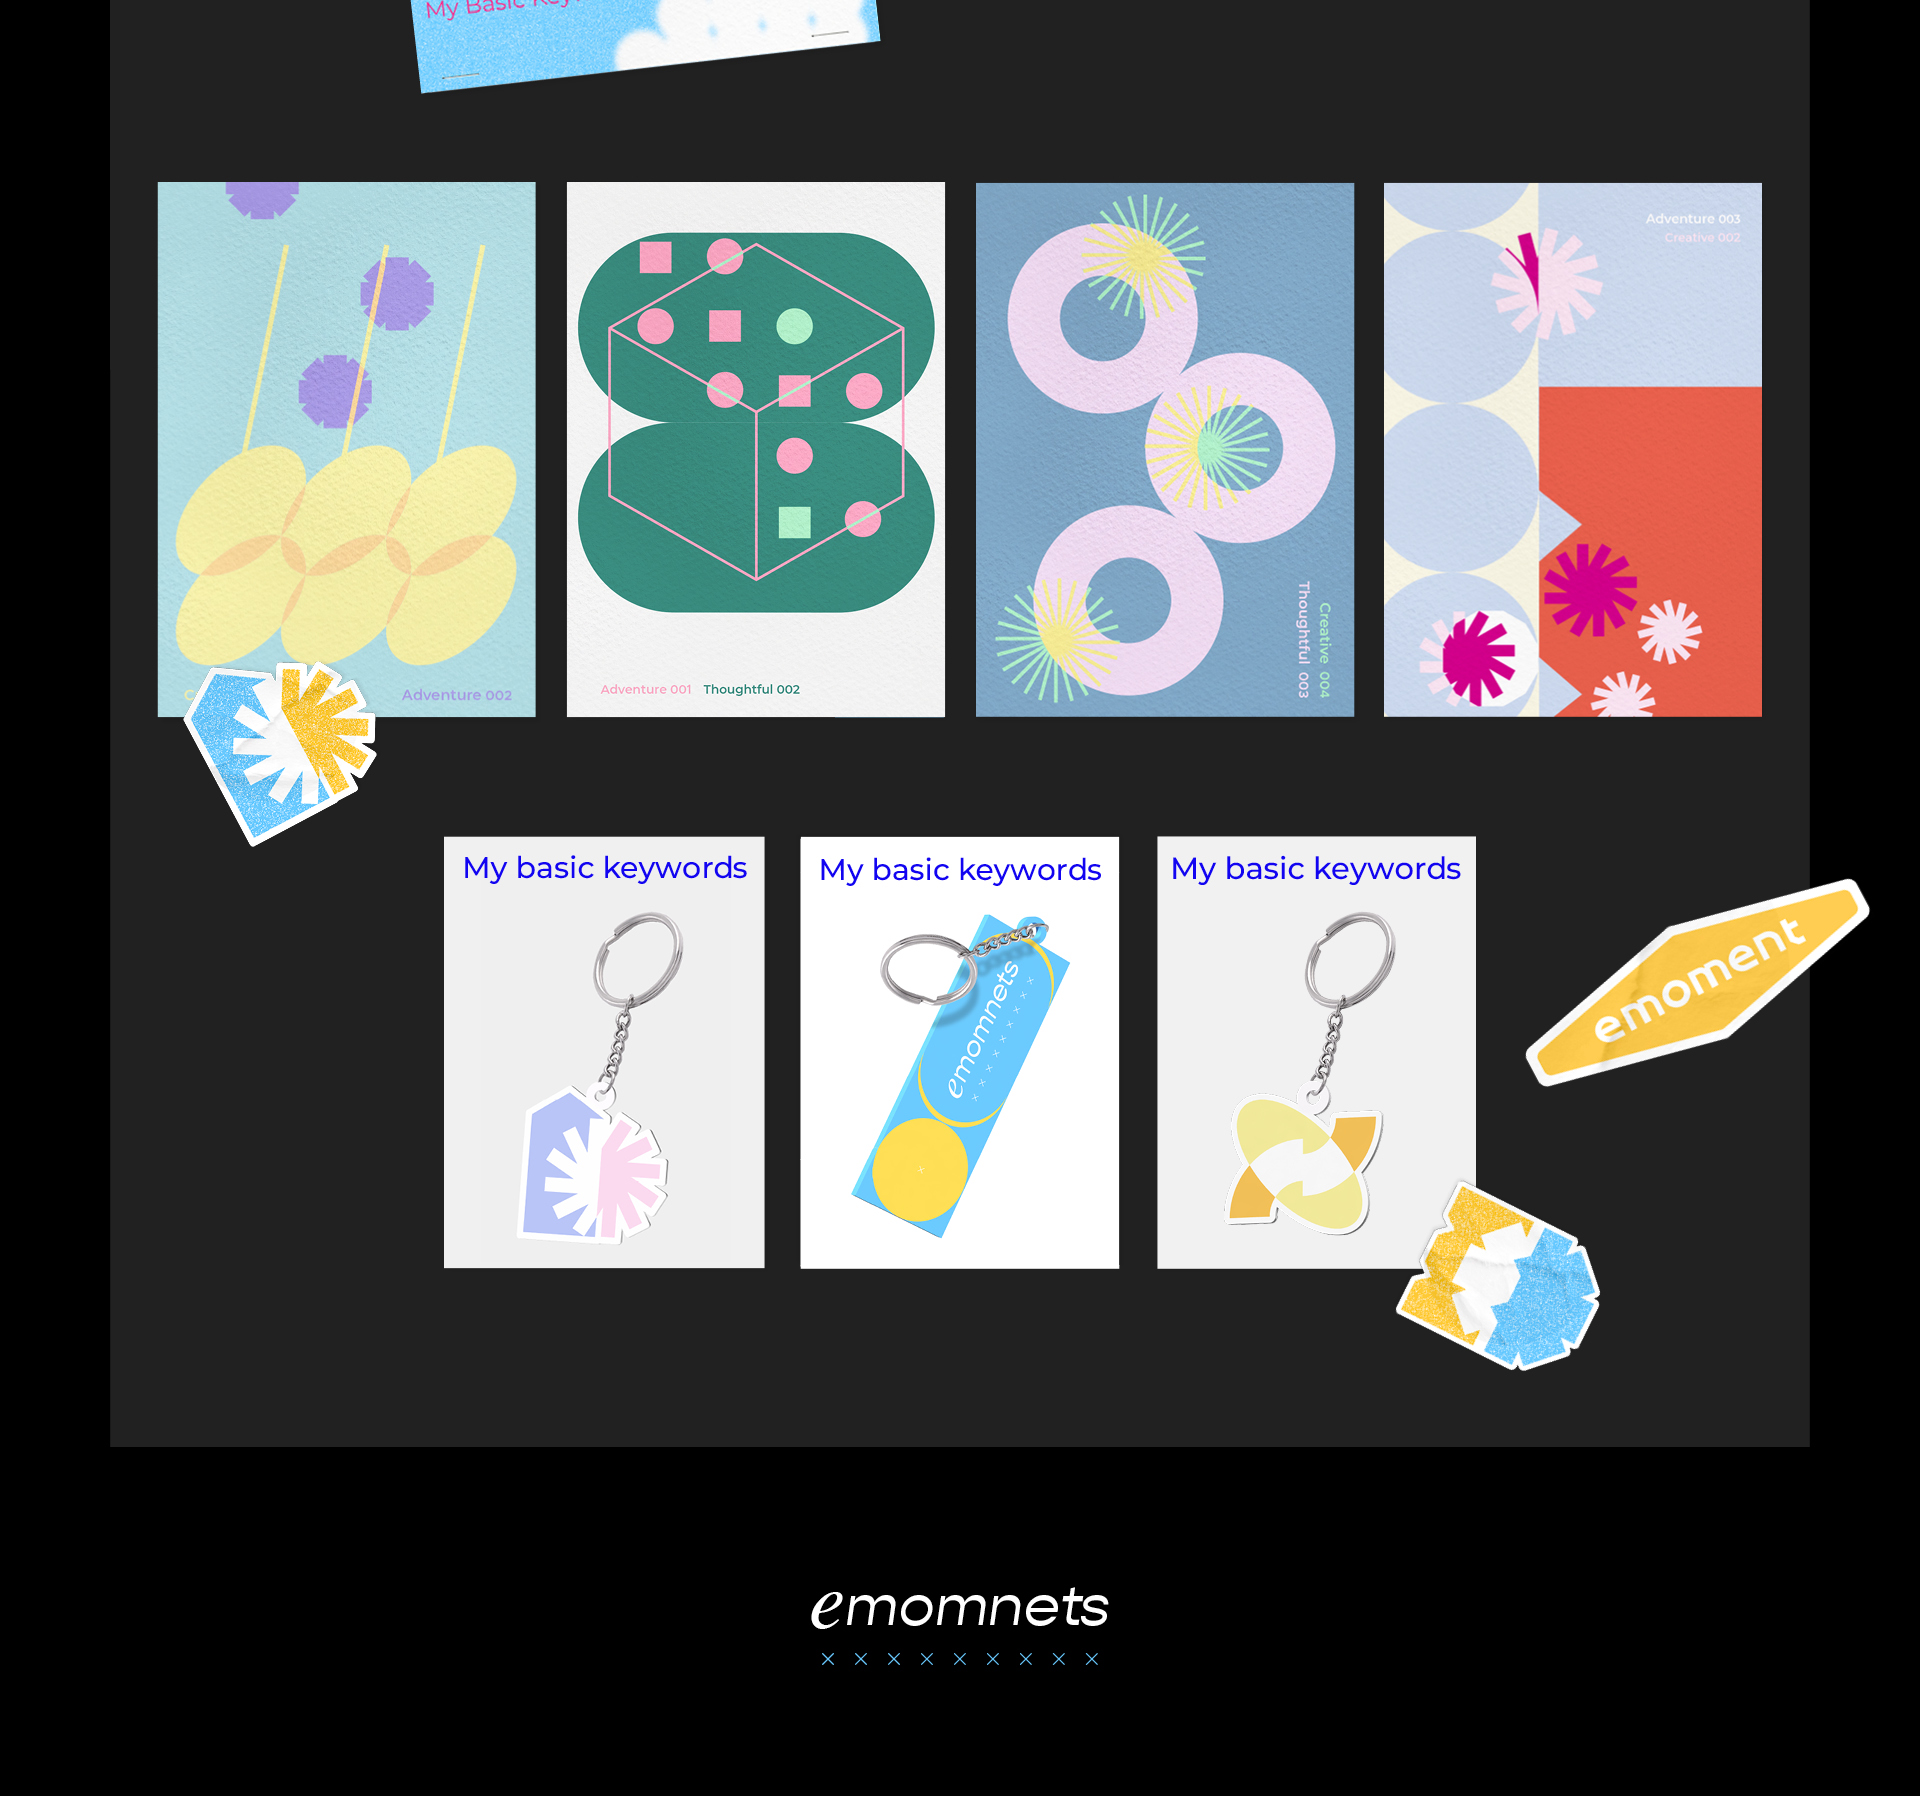 My Basic Key
Adventure 003
Creative 002
Creative 004
Thoughtful 003
Adventure 002
Adventure 001 Thoughtful 002
My basic keywords
My basic keywords
My basic keywords
emomnets
emoment
emomnets